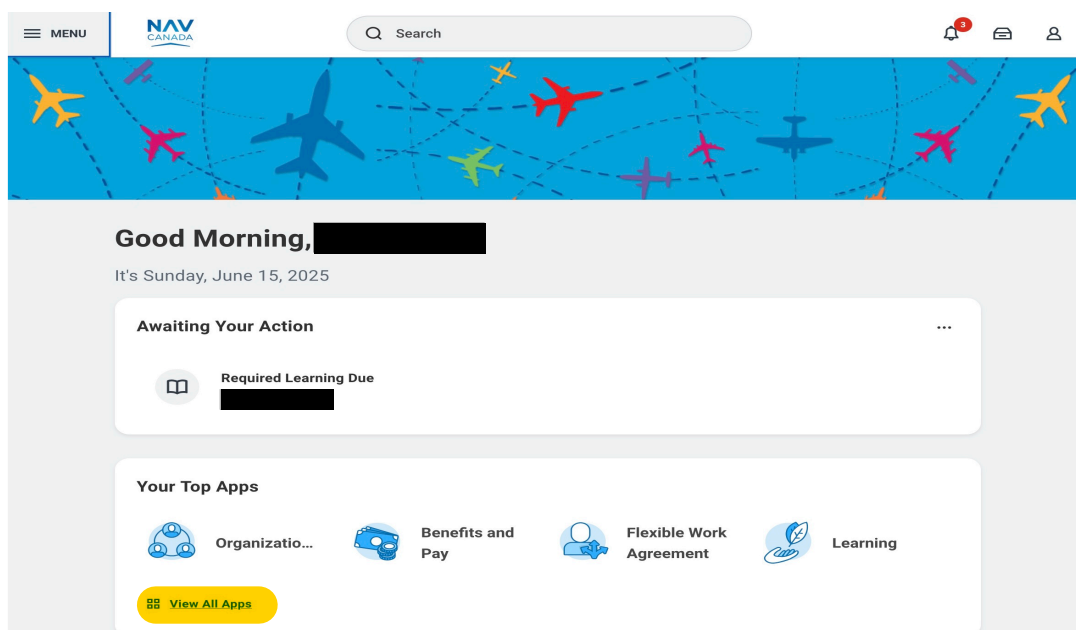 MENU
NAV
CANADA
Search
3
Good Morning,
It's Sunday, June 15, 2025
Awaiting Your Action
Required Learning Due
Your Top Apps
Organizatio...
Benefits and
Pay
Flexible Work
Agreement
Learning
View All Apps